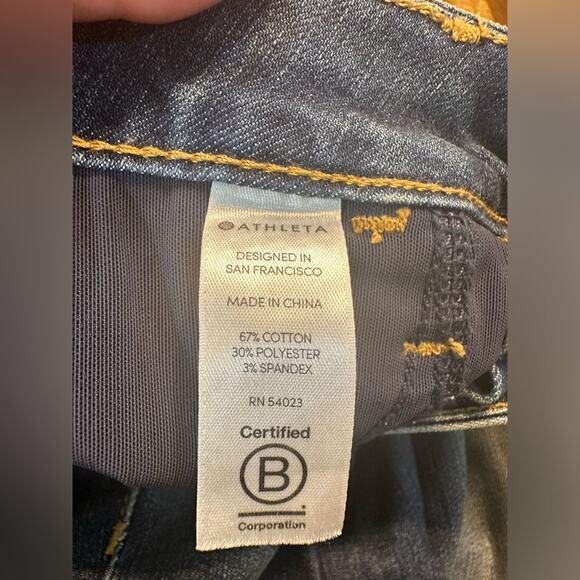 ATHLETA
DESIGNED IN
SAN FRANCISCO
MADE IN CHINA
67% COTTON
30% POLYESTER
3% SPANDEX
RN 54023
Certified
B
Corporation